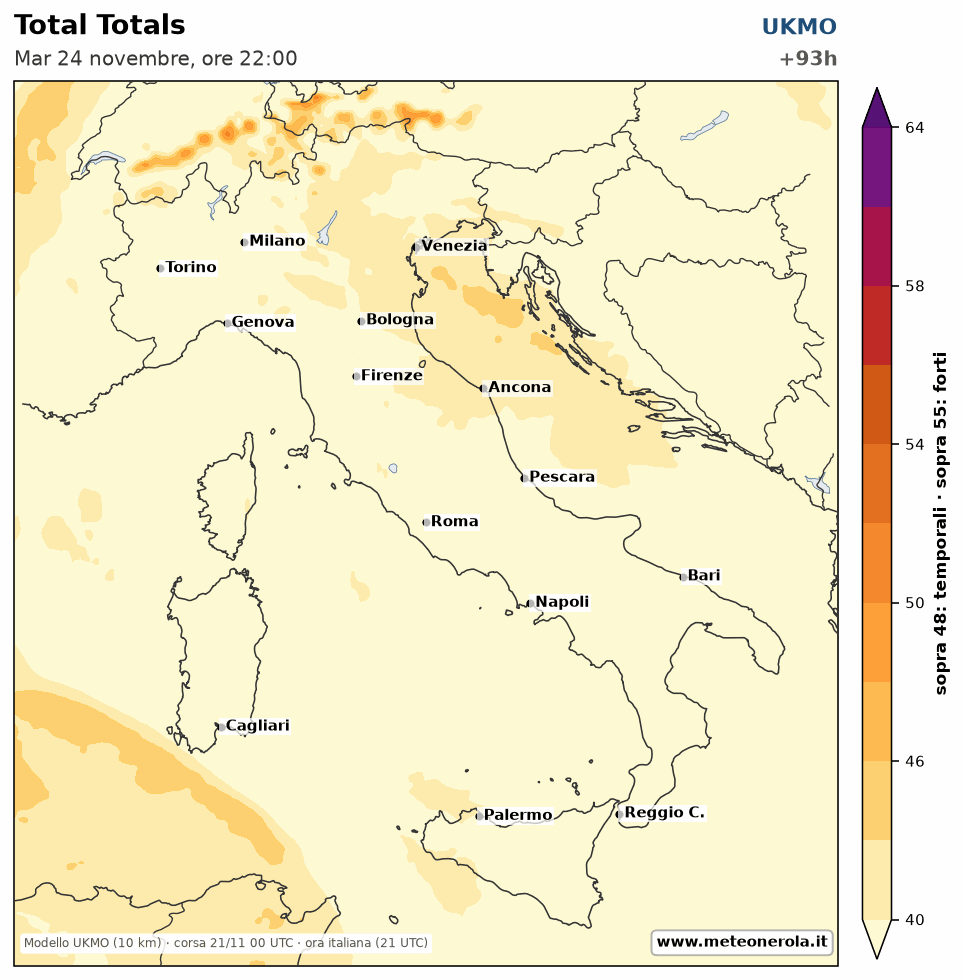 Total Totals
UKMO
Mar 24 novembre, ore 22:00
+93h
64
58
54
50
46
40
sopra 48: temporali · sopra 55: forti
Milano
Venezia
Torino
Genova
Bologna
Firenze
Ancona
Pescara
Roma
Bari
Napoli
Cagliari
Palermo
Reggio C.
Modello UKMO (10 km) · corsa 21/11 00 UTC · ora italiana (21 UTC)
www.meteonerola.it